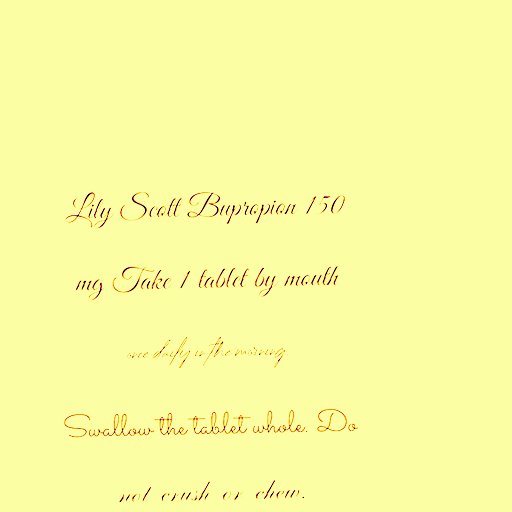 Lily Scott Bupropion 150
mg Take 1 tablet by mouth
once daily in the morning
Swallow the tablet whole. Do
not crush or chew.